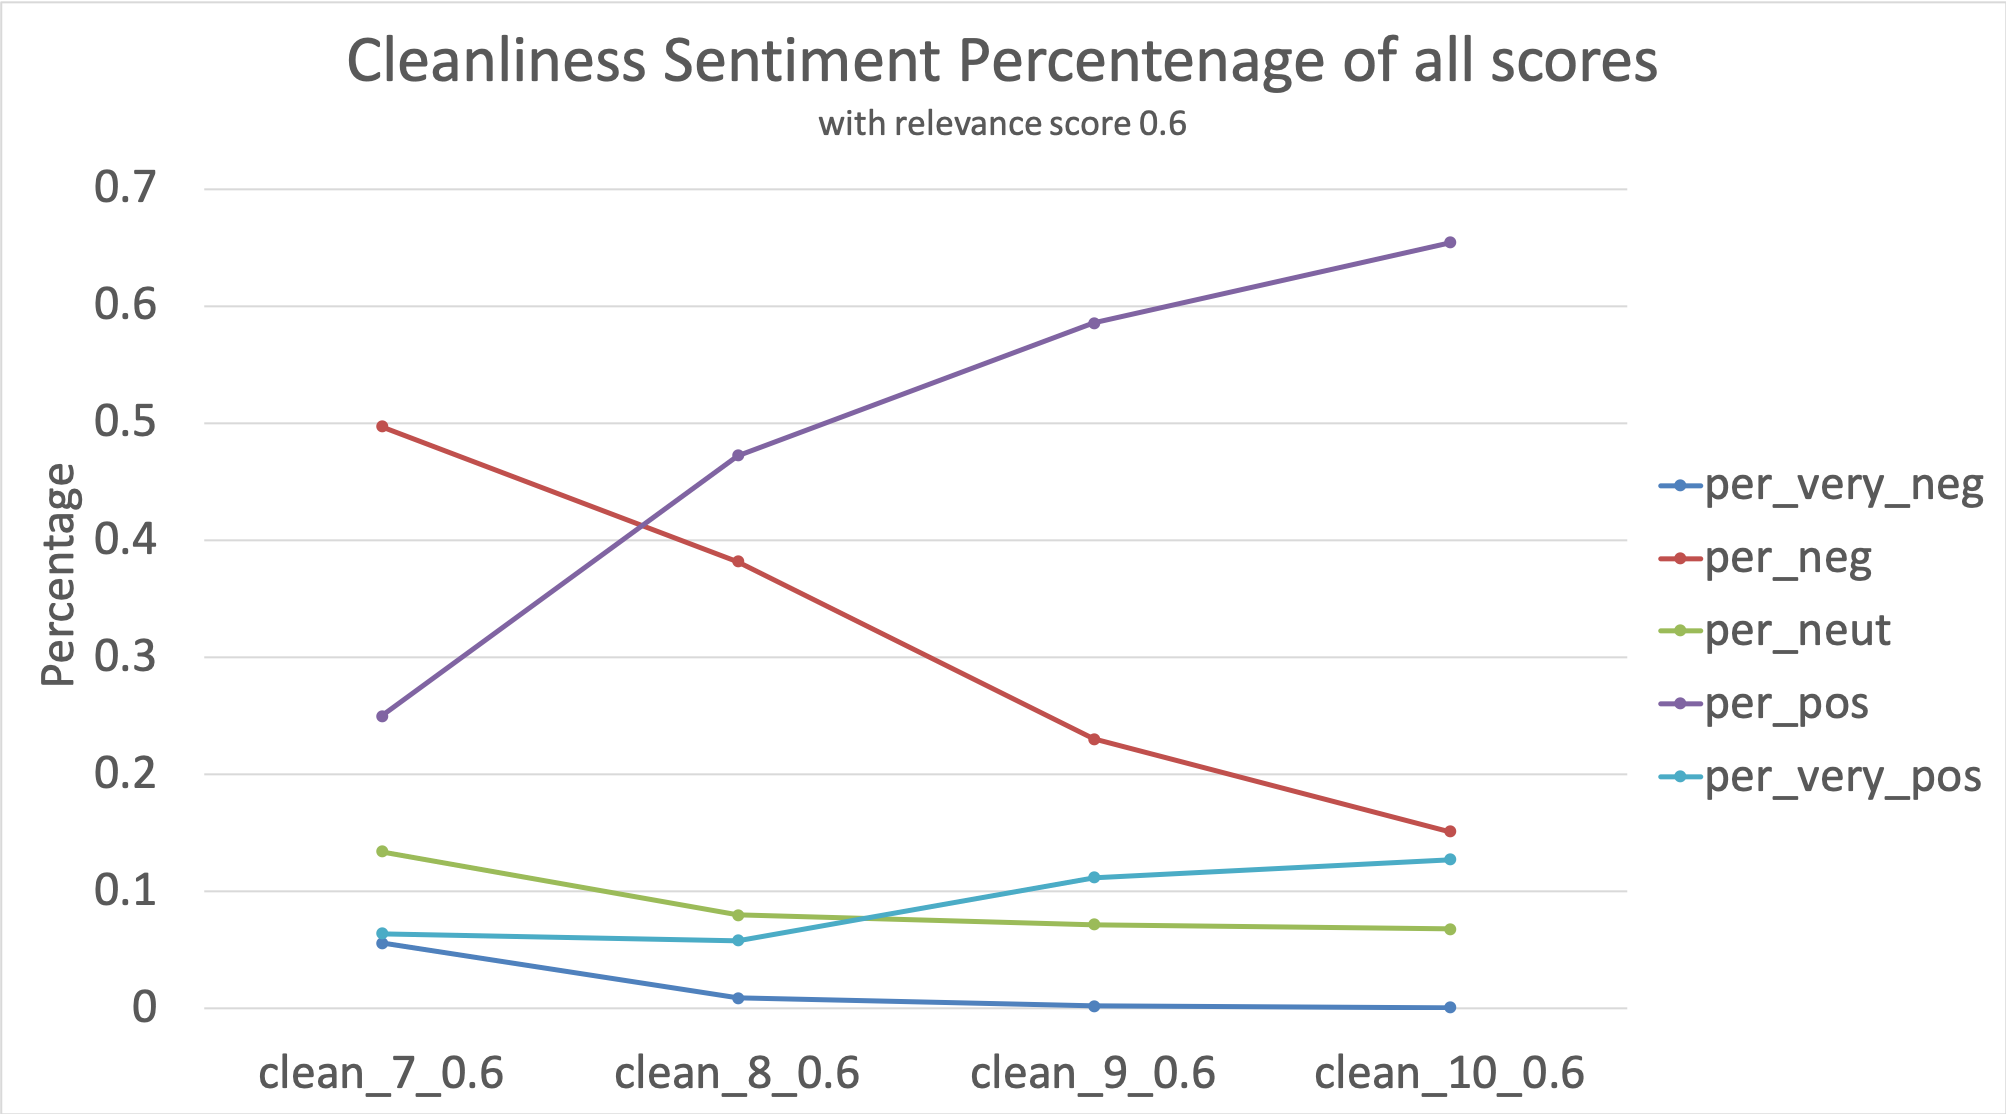 Cleanliness Sentiment Percentenage of all scores
with relevance score 0.6
0.7
0.6
0.5
0.4
0.3
0.2
0.1
0
Percentage
clean_7_0.6
clean_8_0.6
clean_9_0.6
clean_10_0.6
per_very_neg
per_neg
per_neut
per_pos
per_very_pos